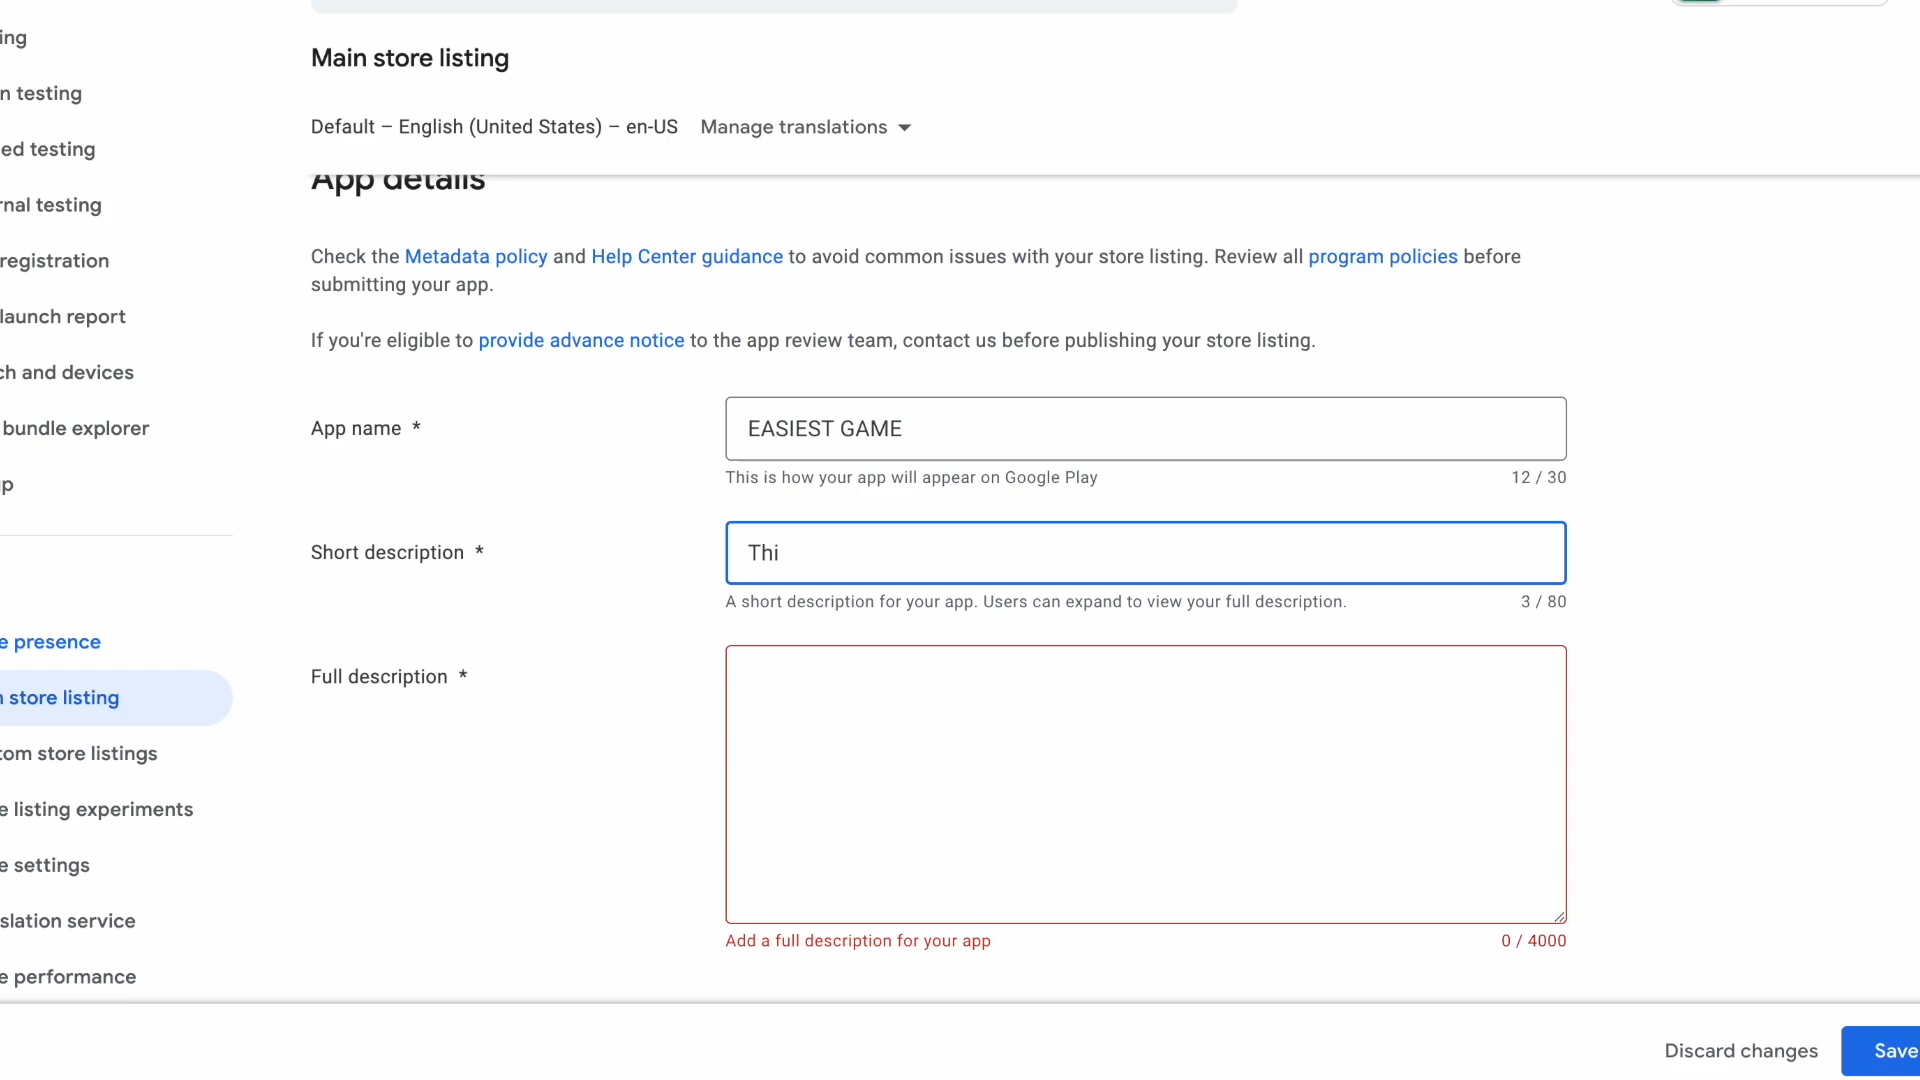 ing
n testing
ed testing
rnal testing
registration
launch report
ch and devices
bundle explorer
p
e presence
n store listing
tom store listings
e listing experiments
e settings
slation service
e performance
Main store listing
Default – English (United States) – en-US Manage translations
App details
Check the Metadata policy and Help Center guidance to avoid common issues with your store listing. Review all program policies before
submitting your app.
If you're eligible to provide advance notice to the app review team, contact us before publishing your store listing.
App name *
EASIEST GAME
This is how your app will appear on Google Play 12 / 30
Short description *
Thi
A short description for your app. Users can expand to view your full description. 3 / 80
Full description *
Add a full description for your app 0 / 4000
Discard changes Save